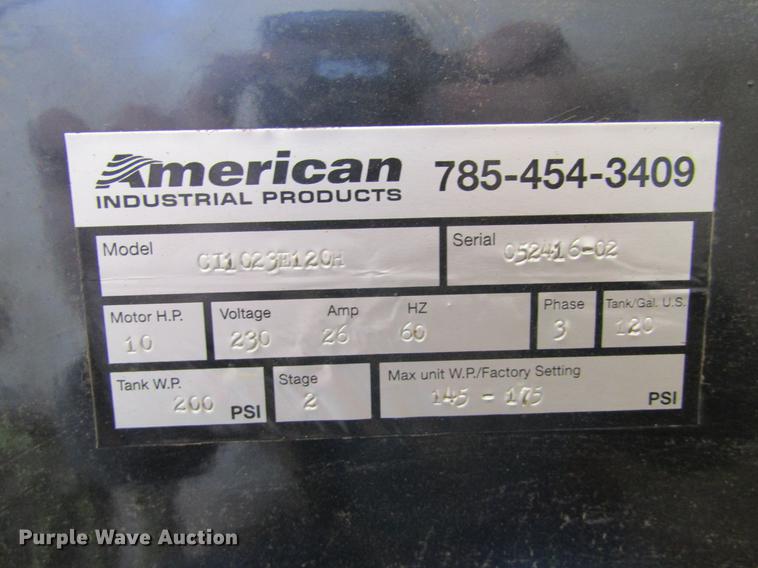 American
INDUSTRIAL PRODUCTS
785-454-3409
Model CI1023E120H
Serial 052416-02
Motor H.P. 10
Voltage Amp HZ
230 26 60
Phase 3
Tank/Gal. U.S. 120
Tank W.P. 200 PSI
Stage 2
Max unit W.P./Factory Setting
145 - 175 PSI
Purple Wave Auction